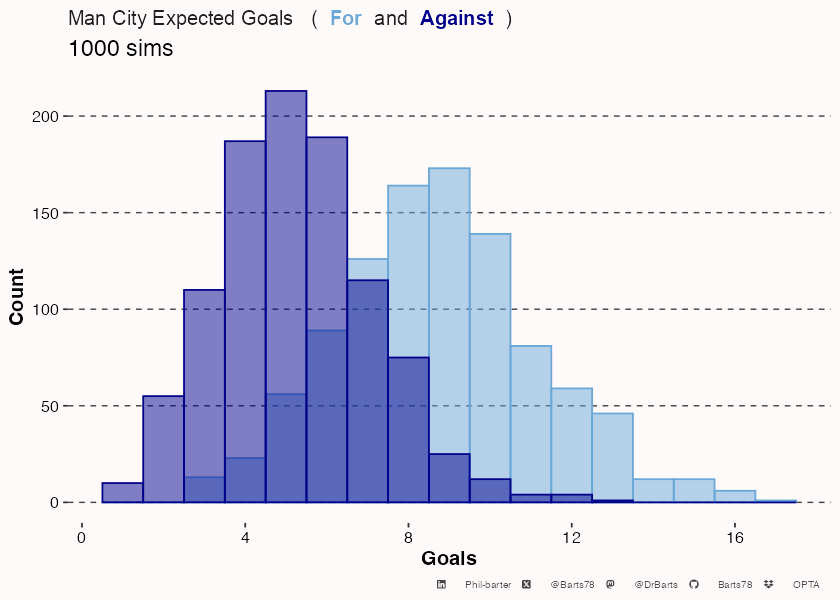 Man City Expected Goals ( For and Against )
1000 sims
Count
200
150
100
50
0
0 4 8 12 16
Goals
Phil-barter @Barts78 @DrBarts Barts78 OPTA